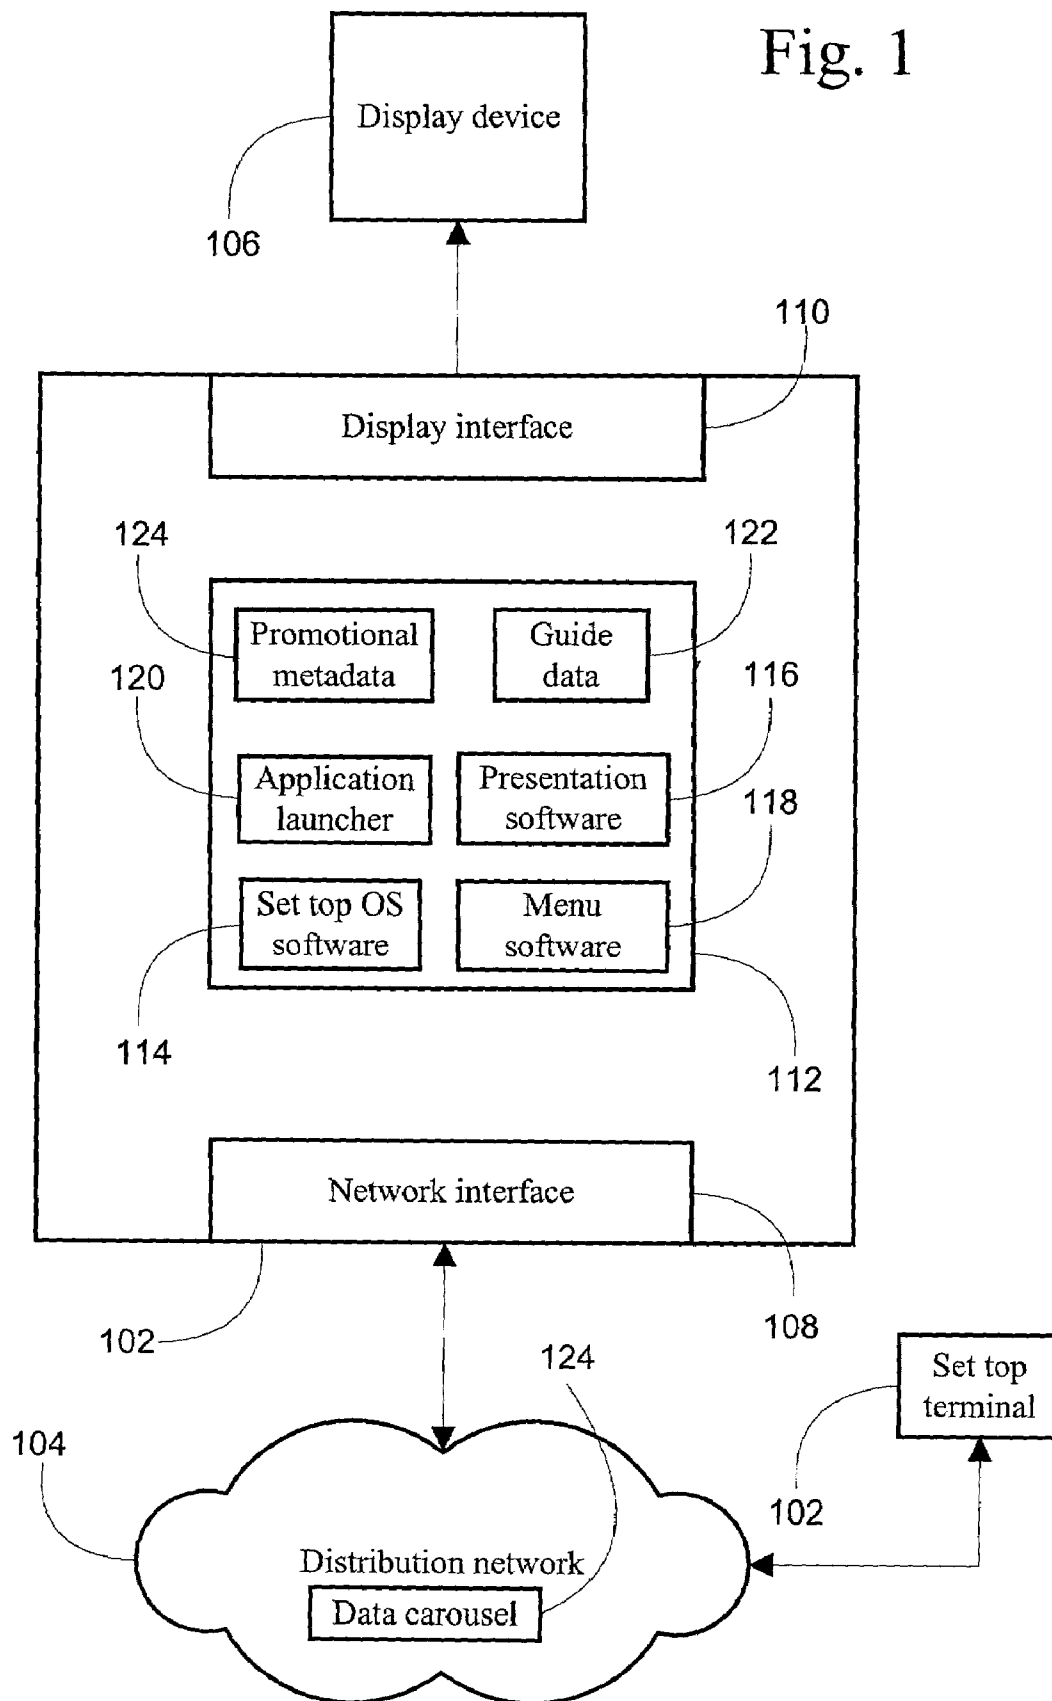 Fig. 1
Display device
106
110
Display interface
124
122
Promotional
metadata
Guide
data
120
116
Application
launcher
Presentation
software
118
Set top OS
software
Menu
software
114
112
Network interface
102
108
124
Set top
terminal
104
102
Distribution network
Data carousel